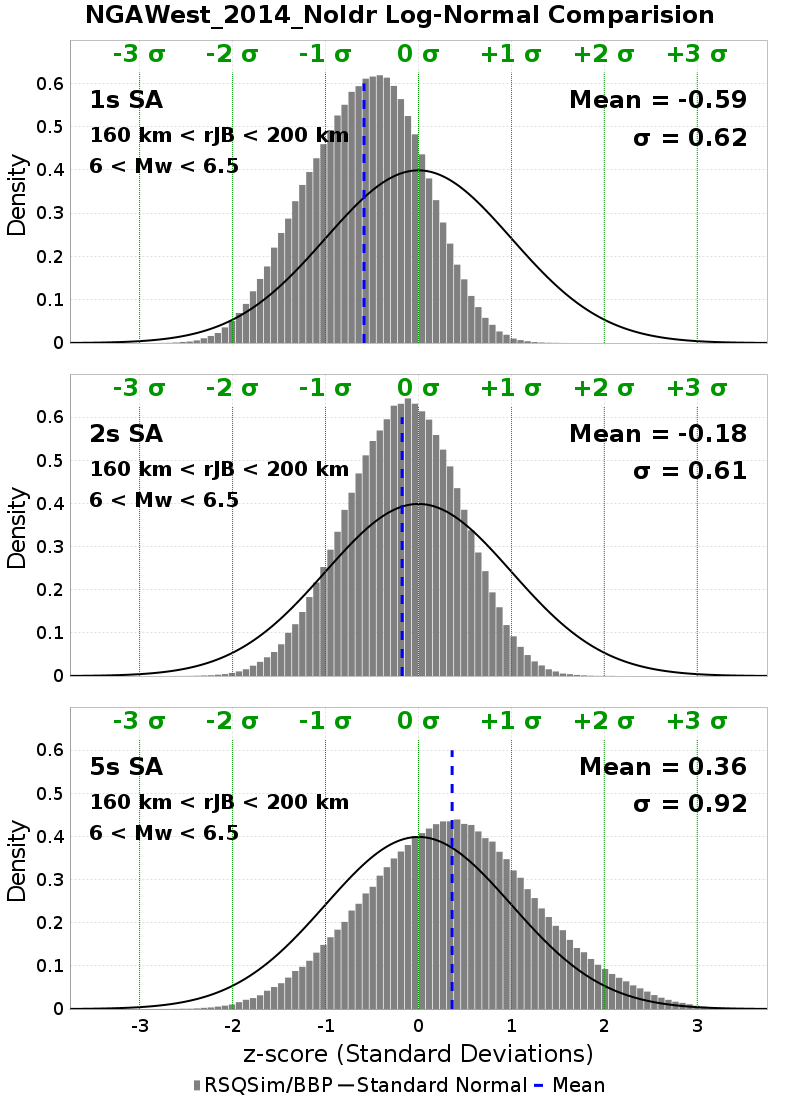 NGAWest_2014_NoIdr Log-Normal Comparision
-3 σ -2 σ -1 σ 0 σ +1 σ +2 σ +3 σ
0.6
1s SA Mean = -0.59
0.5
160 km < rJB < 200 km σ = 0.62
6 < Mw < 6.5
0.4
Density
0.3
0.2
0.1
0
-3 σ -2 σ -1 σ 0 σ +1 σ +2 σ +3 σ
0.6
2s SA Mean = -0.18
0.5
160 km < rJB < 200 km σ = 0.61
6 < Mw < 6.5
0.4
Density
0.3
0.2
0.1
0
-3 σ -2 σ -1 σ 0 σ +1 σ +2 σ +3 σ
0.6
5s SA Mean = 0.36
0.5
160 km < rJB < 200 km σ = 0.92
6 < Mw < 6.5
0.4
Density
0.3
0.2
0.1
0
-3 -2 -1 0 1 2 3
z-score (Standard Deviations)
RSQSim/BBP Standard Normal Mean